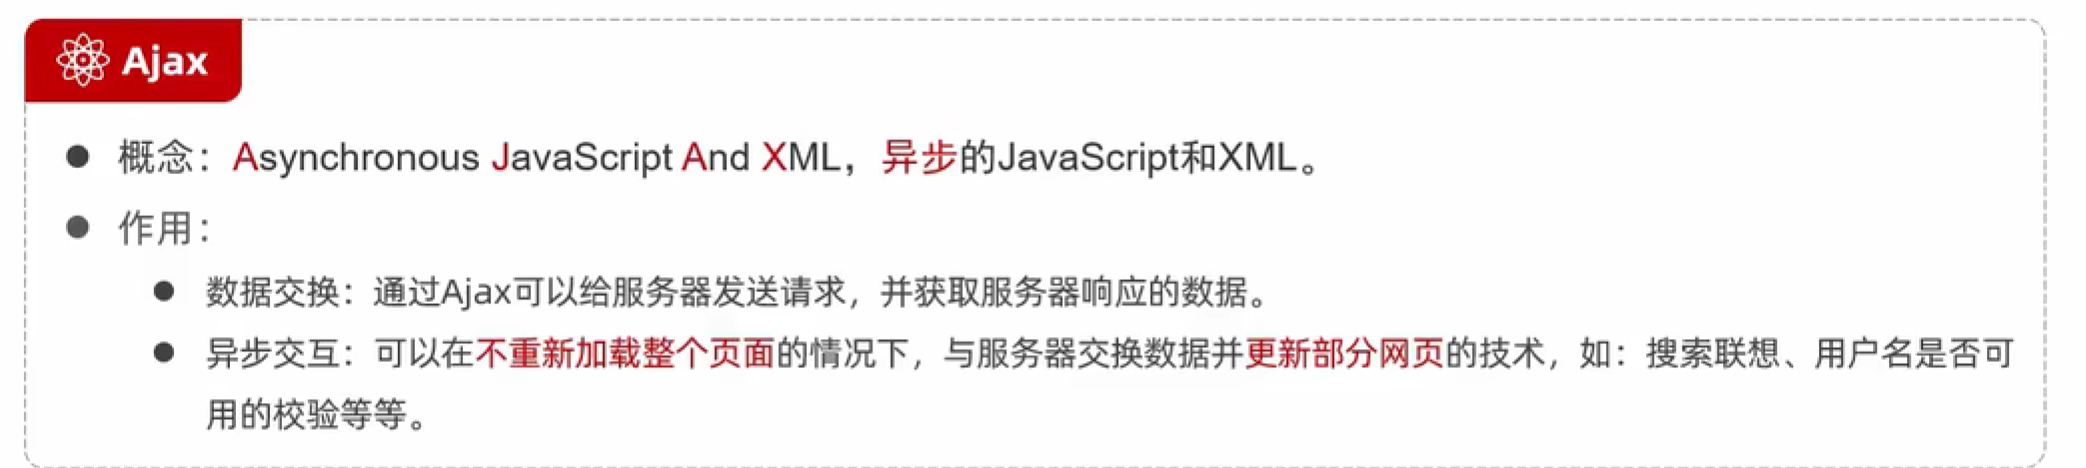 Ajax
概念：Asynchronous JavaScript And XML，异步的JavaScript和XML。
作用：
数据交换：通过Ajax可以给服务器发送请求，并获取服务器响应的数据。
异步交互：可以在不重新加载整个页面的情况下，与服务器交换数据并更新部分网页的技术，如：搜索联想、用户名是否可
用的校验等等。